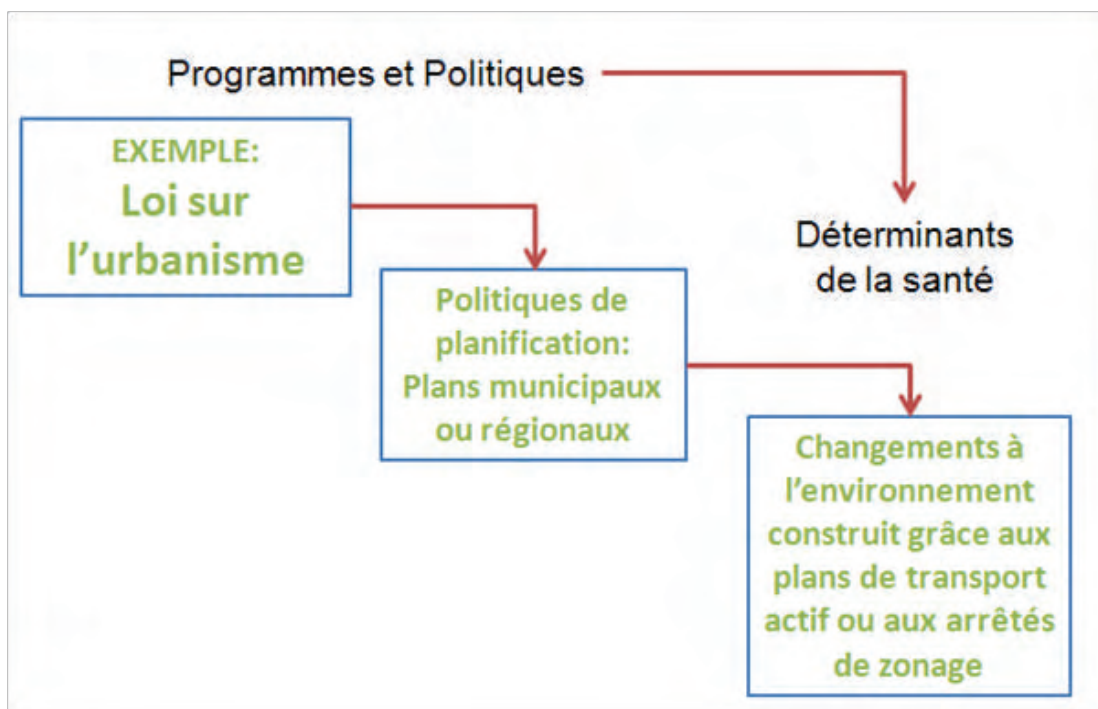 Programmes et Politiques
EXEMPLE:
Loi sur
l'urbanisme
Déterminants
de la santé
Politiques de
planification:
Plans municipaux
ou régionaux
Changements à
l'environnement
construit grâce aux
plans de transport
actif ou aux arrêtés
de zonage